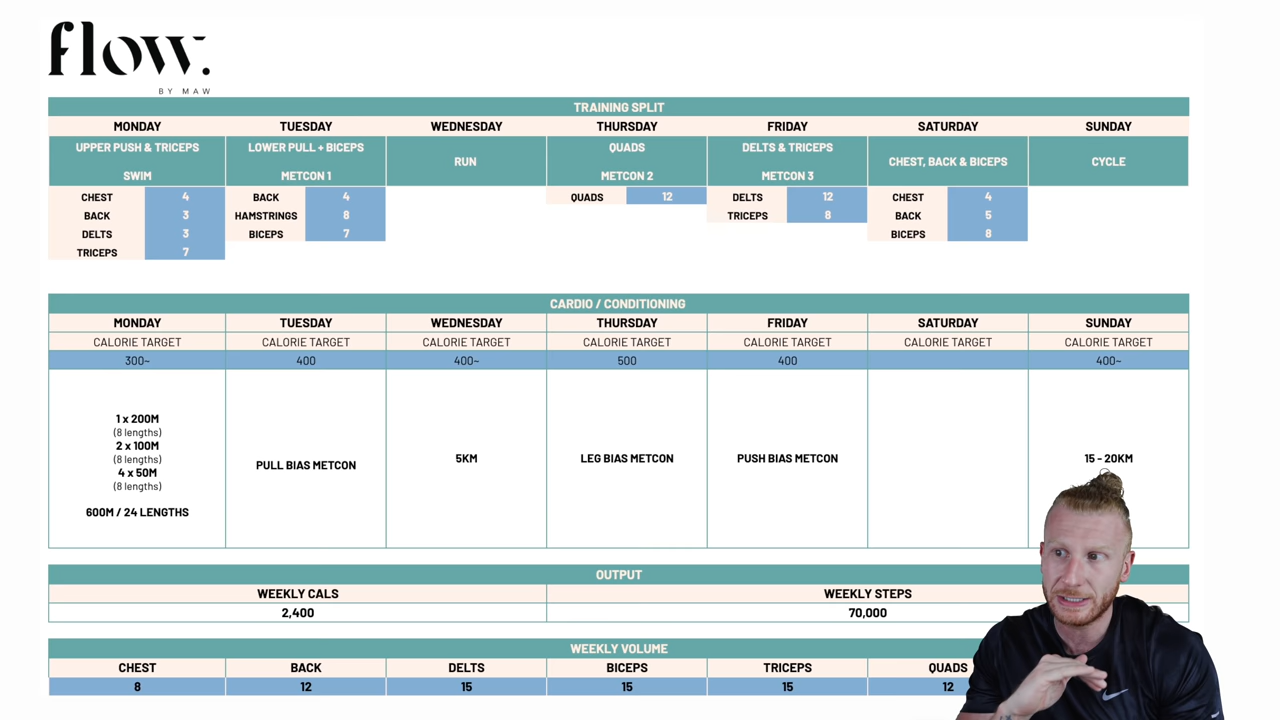 flow.
BY MAW
TRAINING SPLIT
MONDAY TUESDAY WEDNESDAY THURSDAY FRIDAY SATURDAY SUNDAY
UPPER PUSH & TRICEPS LOWER PULL + BICEPS QUADS DELTS & TRICEPS
RUN CHEST, BACK & BICEPS CYCLE
SWIM METCON 1 METCON 2 METCON 3
CHEST 4 BACK 4 QUADS 12 DELTS 12 CHEST 4
BACK 3 HAMSTRINGS 8 TRICEPS 8 BACK 5
DELTS 3 BICEPS 7 BICEPS 8
TRICEPS 7
CARDIO / CONDITIONING
MONDAY TUESDAY WEDNESDAY THURSDAY FRIDAY SATURDAY SUNDAY
CALORIE TARGET CALORIE TARGET CALORIE TARGET CALORIE TARGET CALORIE TARGET CALORIE TARGET CALORIE TARGET
300~ 400 400~ 500 400 400~
1 x 200M
(8 lengths)
2 x 100M
(8 lengths)
4 x 50M
(8 lengths)
600M / 24 LENGTHS
PULL BIAS METCON
5KM
LEG BIAS METCON
PUSH BIAS METCON
15 - 20KM
OUTPUT
WEEKLY CALS WEEKLY STEPS
2,400 70,000
WEEKLY VOLUME
CHEST BACK DELTS BICEPS TRICEPS QUADS
8 12 15 15 15 12